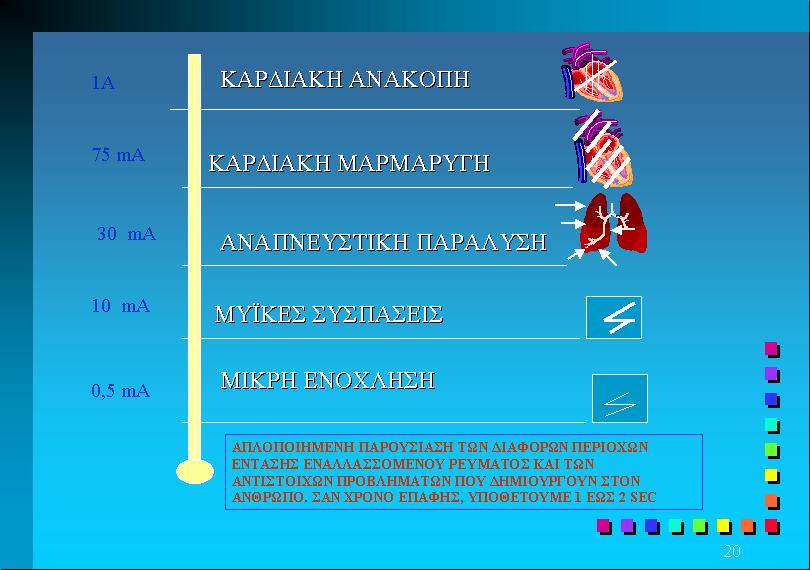 1A
ΚΑΡΔΙΑΚΗ ΑΝΑΚΟΠΗ
75 mA
ΚΑΡΔΙΑΚΗ ΜΑΡΜΑΡΥΓΗ
30 mA
ΑΝΑΠΝΕΥΣΤΙΚΗ ΠΑΡΑΛΥΣΗ
10 mA
ΜΥΪΚΕΣ ΣΥΣΠΑΣΕΙΣ
0,5 mA
ΜΙΚΡΗ ΕΝΟΧΛΗΣΗ
ΑΠΛΟΠΟΙΗΜΕΝΗ ΠΑΡΟΥΣΙΑΣΗ ΤΩΝ ΔΙΑΦΟΡΩΝ ΠΕΡΙΟΧΩΝ
ΕΝΤΑΣΗΣ ΕΝΑΛΛΑΣΣΟΜΕΝΟΥ ΡΕΥΜΑΤΟΣ ΚΑΙ ΤΩΝ
ΑΝΤΙΣΤΟΙΧΩΝ ΠΡΟΒΛΗΜΑΤΩΝ ΠΟΥ ΔΗΜΙΟΥΡΓΟΥΝ ΣΤΟΝ
ΑΝΘΡΩΠΟ. ΣΑΝ ΧΡΟΝΟ ΕΠΑΦΗΣ, ΥΠΟΘΕΤΟΥΜΕ 1 ΕΩΣ 2 SEC
20